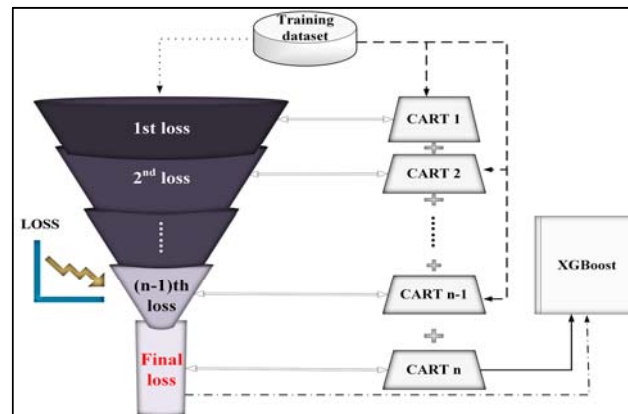 Training
dataset
1st loss
CART 1
2nd loss
CART 2
LOSS
(n-1)th
loss
CART n-1
XGBoost
Final
loss
CART n